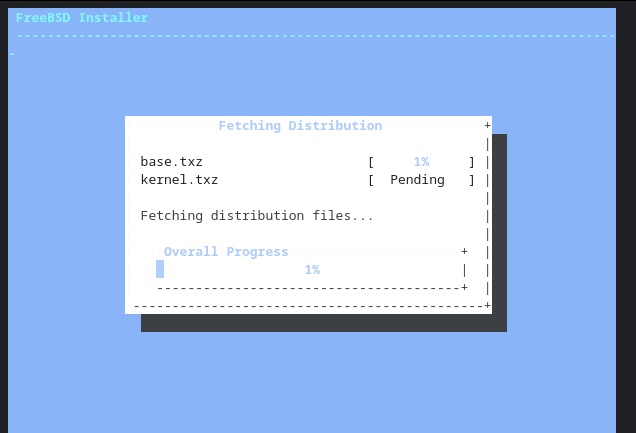 FreeBSD Installer
Fetching Distribution
base.txz [ 1% ]
kernel.txz [ Pending ]
Fetching distribution files...
Overall Progress
1%